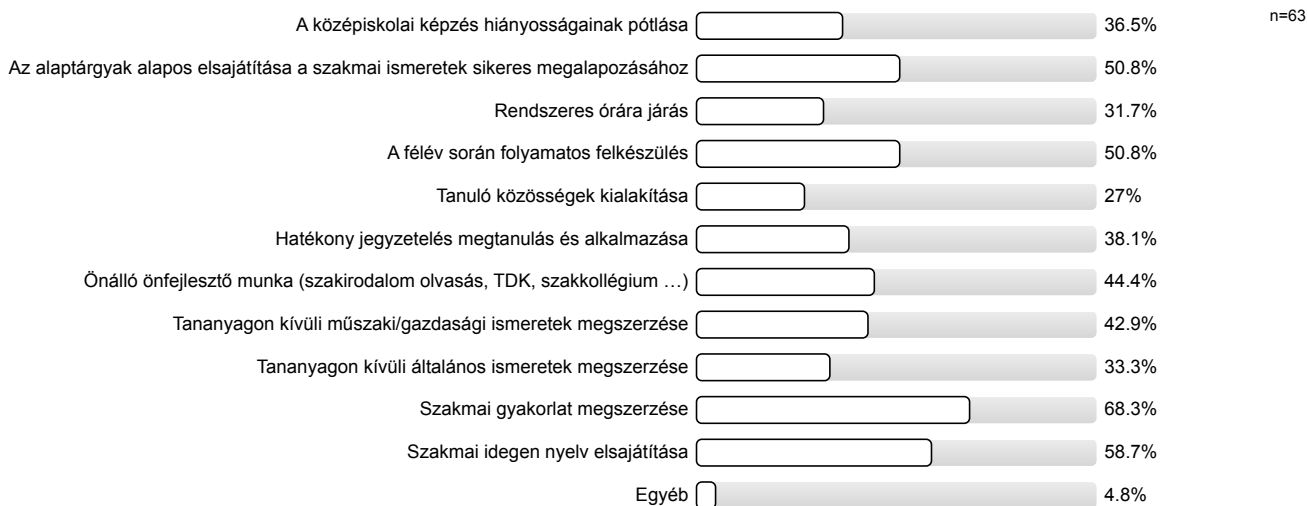 n=63
A középiskolai képzés hiányosságainak pótlása 36.5%
Az alaptárgyak alapos elsajátítása a szakmai ismeretek sikeres megalapozásához 50.8%
Rendszeres órára járás 31.7%
A félév során folyamatos felkészülés 50.8%
Tanuló közösségek kialakítása 27%
Hatékony jegyzetelés megtanulás és alkalmazása 38.1%
Önálló önfejlesztő munka (szakirodalom olvasás, TDK, szakkollégium …) 44.4%
Tananyagon kívüli műszaki/gazdasági ismeretek megszerzése 42.9%
Tananyagon kívüli általános ismeretek megszerzése 33.3%
Szakmai gyakorlat megszerzése 68.3%
Szakmai idegen nyelv elsajátítása 58.7%
Egyéb 4.8%